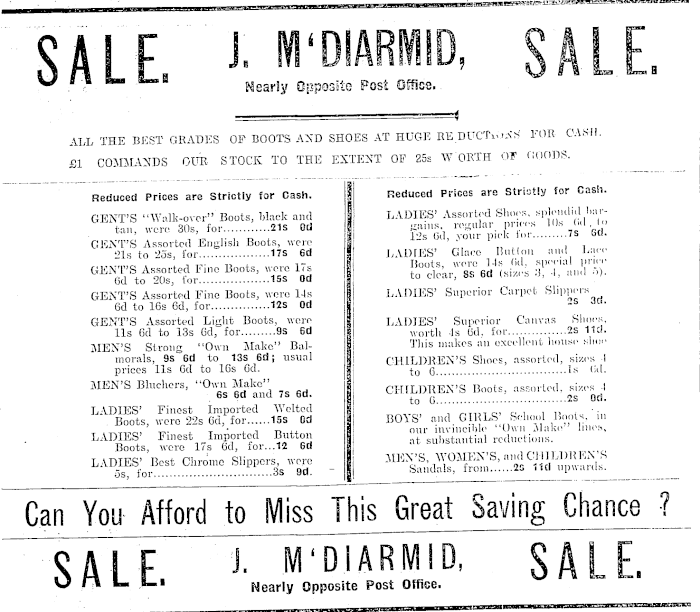 SALE. J. M'DIARMID, SALE.
Nearly Opposite Post Office.
ALL THE BEST GRADES OF BOOTS AND SHOES AT HUGE REDUCTIONS FOR CASH.
£1 COMMANDS OUR STOCK TO THE EXTENT OF 25s WORTH OF GOODS.
Reduced Prices are Strictly for Cash.
GENT'S "Walk-over" Boots, black and
tan, were 30s, for............21s 0d
GENT'S Assorted English Boots, were
21s to 25s, for...............17s 6d
GENT'S Assorted Fine Boots, were 17s
6d to 20s, for................15s 0d
GENT'S Assorted Fine Boots, were 14s
6d to 16s 6d, for.............12s 0d
GENT'S Assorted Light Boots, were
11s 6d to 13s 6d, for.......9s 6d
MEN'S Strong "Own Make" Bal-
morals, 9s 6d to 13s 6d; usual
prices 11s 6d to 16s 6d.
MEN'S Bluchers, "Own Make"
6s 6d and 7s 6d.
LADIES' Finest Imported Welted
Boots, were 22s 6d, for......15s 6d
LADIES' Finest Imported Button
Boots, were 17s 6d, for...12 6d
LADIES' Best Chrome Slippers, were
5s, for...........................3s 9d.
Reduced Prices are Strictly for Cash.
LADIES' Assorted Shoes, splendid bar-
gains, regular prices 10s 6d to
12s 6d, your pick for.........7s 6d.
LADIES' Glace Button and Lace
Boots, were 14s 6d, special price
to clear, 8s 6d (sizes 3, 4, and 5).
LADIES' Superior Carpet Slippers
2s 3d.
LADIES' Superior Canvas Shoes,
worth 4s 6d, for...............2s 11d.
This makes an excellent house shoe
CHILDREN'S Shoes, assorted, sizes 4
to 6...........................1s 6d.
CHILDREN'S Boots, assorted, sizes 4
to 6...........................2s 0d.
BOYS' and GIRLS' School Boots, in
our invincible "Own Make" lines,
at substantial reductions.
MEN'S, WOMEN'S, and CHILDREN'S
Sandals, from......2s 11d upwards.
Can You Afford to Miss This Great Saving Chance ?
SALE. J. M'DIARMID, SALE.
Nearly Opposite Post Office.